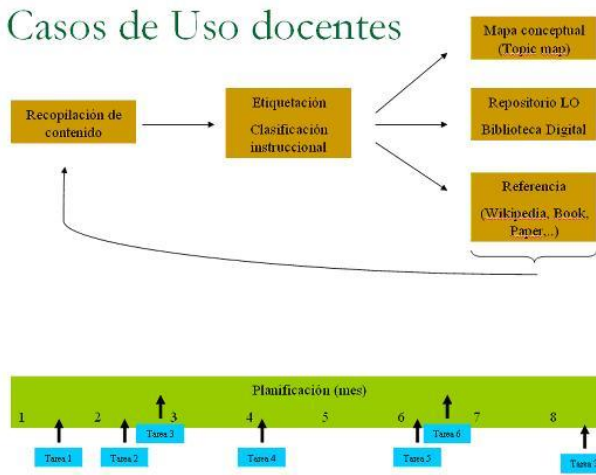 Casos de Uso docentes
Mapa conceptual
(Topic map)
Recopilación de
contenido
Etiquetación
Clasificación
instruccional
Repositorio LO
Biblioteca Digital
Referencia
(Wikipedia, Book,
Paper,..)
Planificación (mes)
1 2 3 4 5 6 7 8
Tarea 3
Tarea 6
Tarea 1
Tarea 2
Tarea 4
Tarea 5
Tarea